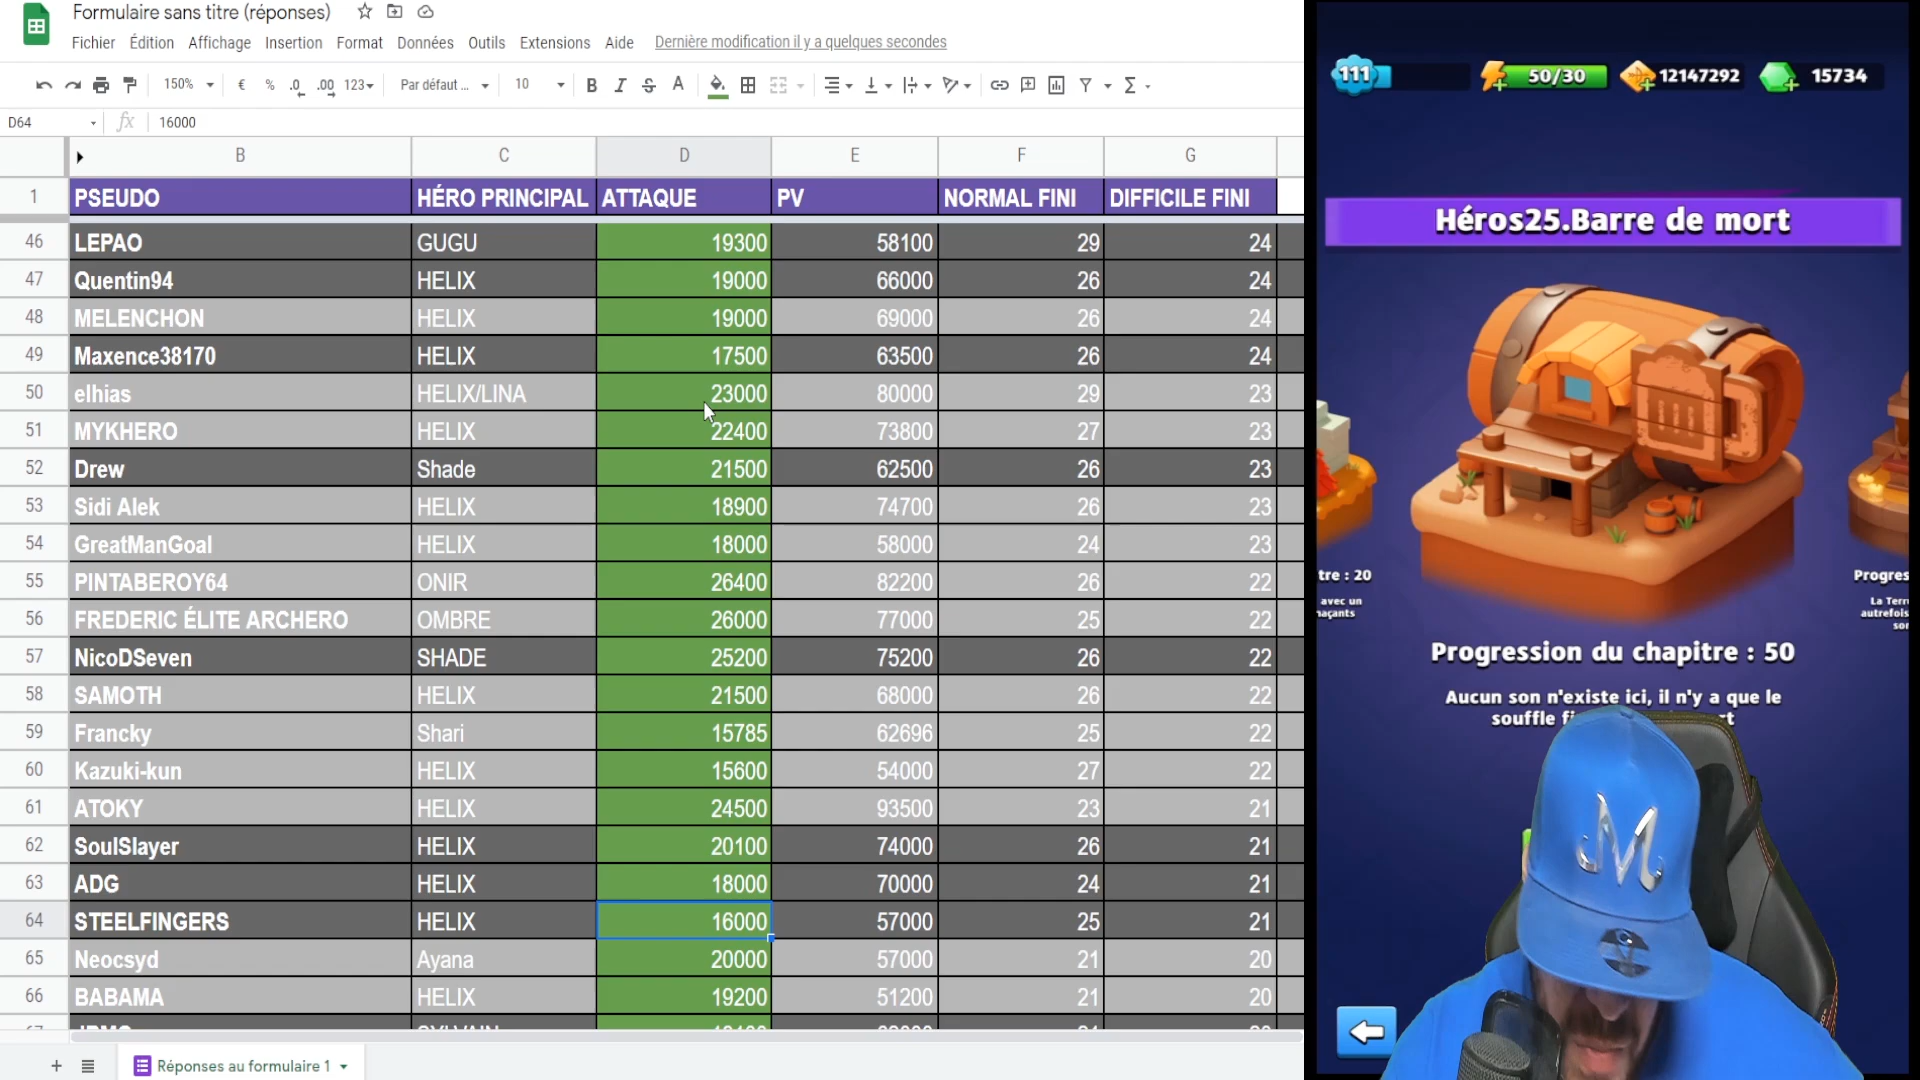 Formulaire sans titre (réponses)
Fichier Édition Affichage Insertion Format Données Outils Extensions Aide Dernière modification il y a quelques secondes
150% € % .0 .00 123 Par défaut ... 10 B I S A Σ
D64 fx 16000
B C D E F G
1 PSEUDO HÉRO PRINCIPAL ATTAQUE PV NORMAL FINI DIFFICILE FINI
46 LEPAO GUGU 19300 58100 29 24
47 Quentin94 HELIX 19000 66000 26 24
48 MELENCHON HELIX 19000 69000 26 24
49 Maxence38170 HELIX 17500 63500 26 24
50 elhias HELIX/LINA 23000 80000 29 23
51 MYKHERO HELIX 22400 73800 27 23
52 Drew Shade 21500 62500 26 23
53 Sidi Alek HELIX 18900 74700 26 23
54 GreatManGoal HELIX 18000 58000 24 23
55 PINTABEROY64 ONIR 26400 82200 26 22
56 FREDERIC ÉLITE ARCHERO OMBRE 26000 77000 25 22
57 NicoDSeven SHADE 25200 75200 26 22
58 SAMOTH HELIX 21500 68000 26 22
59 Francky Shari 15785 62696 25 22
60 Kazuki-kun HELIX 15600 54000 27 22
61 ATOKY HELIX 24500 93500 23 21
62 SoulSlayer HELIX 20100 74000 26 21
63 ADG HELIX 18000 70000 24 21
64 STEELFINGERS HELIX 16000 57000 25 21
65 Neocsyd Ayana 20000 57000 21 20
66 BABAMA HELIX 19200 51200 21 20
Réponses au formulaire 1
111 50/30 12147292 15734
Héros25.Barre de mort
tre : 20
avec un
naçants
Progres
La Terr
autrefois
sor
Progression du chapitre : 50
Aucun son n'existe ici, il n'y a que le
souffle
M